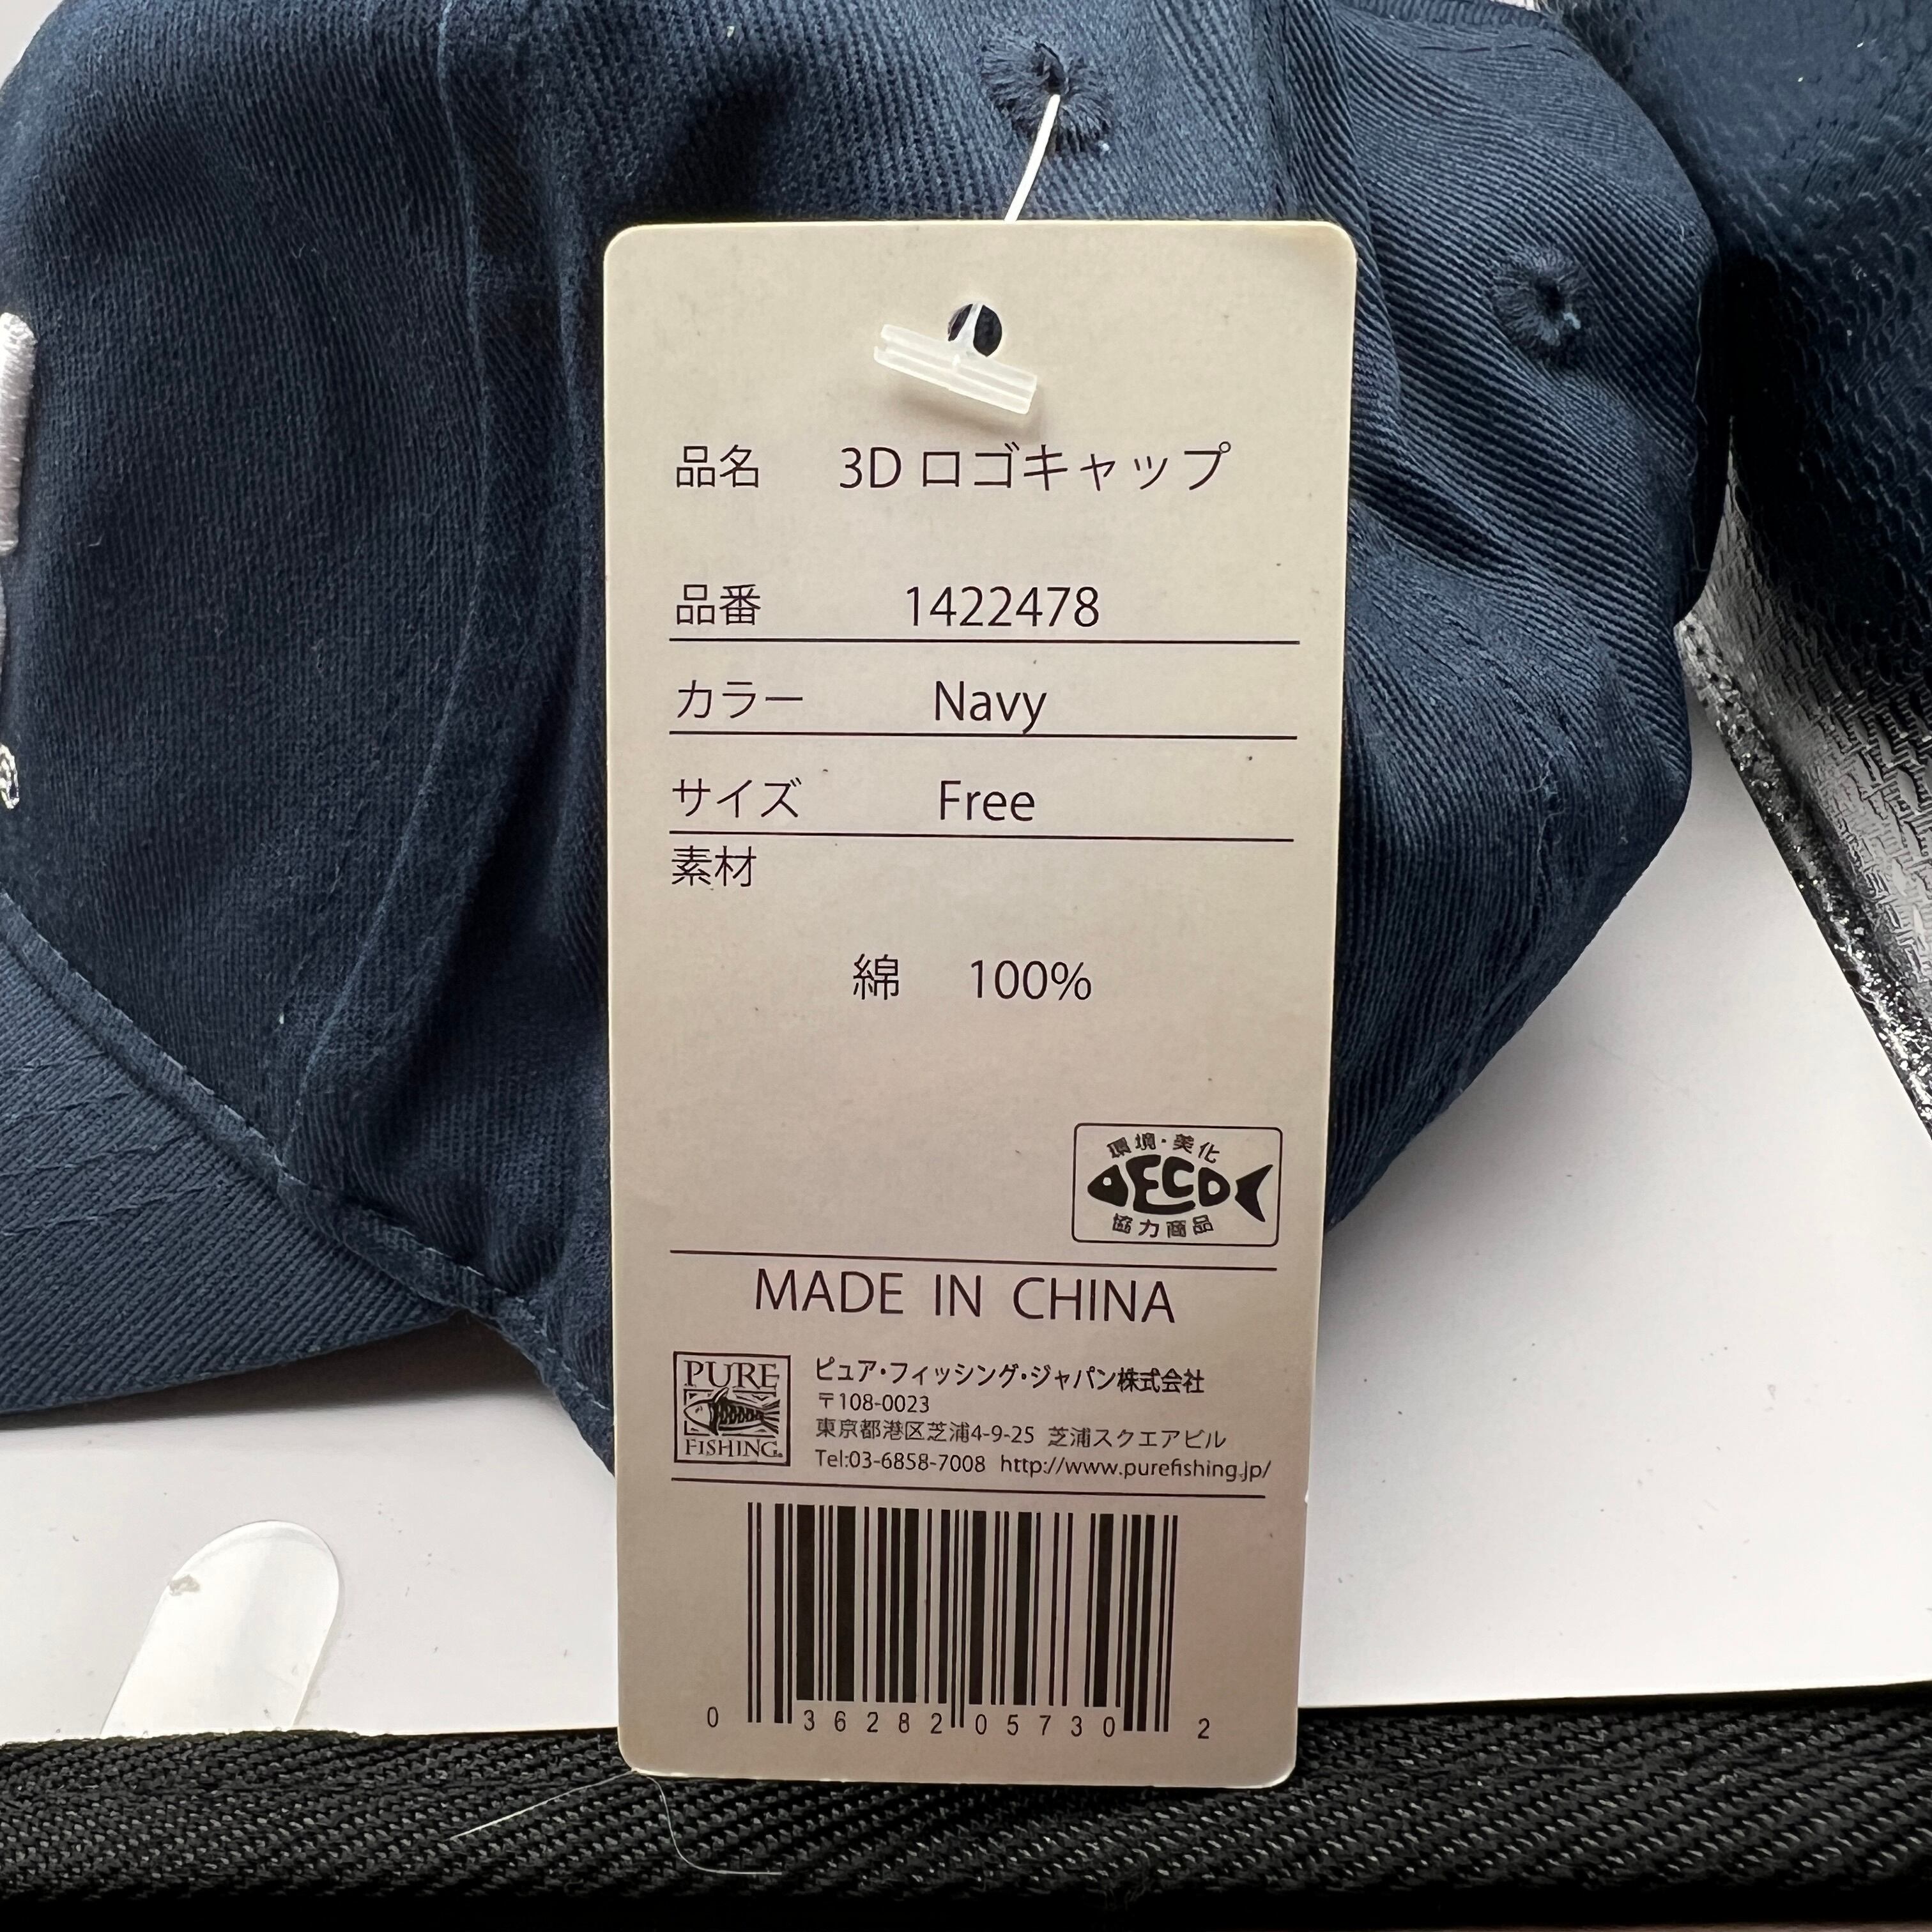 品名 3Dロゴキャップ
品番 1422478
カラー Navy
サイズ Free
素材
綿 100%
環境・美化
ECO
協力商品
MADE IN CHINA
PURE
FISHING
ピュア・フィッシング・ジャパン株式会社
〒108-0023
東京都港区芝浦4-9-25 芝浦スクエアビル
Tel:03-6858-7008 http://www.purefishing.jp/
0 36282 05730 2